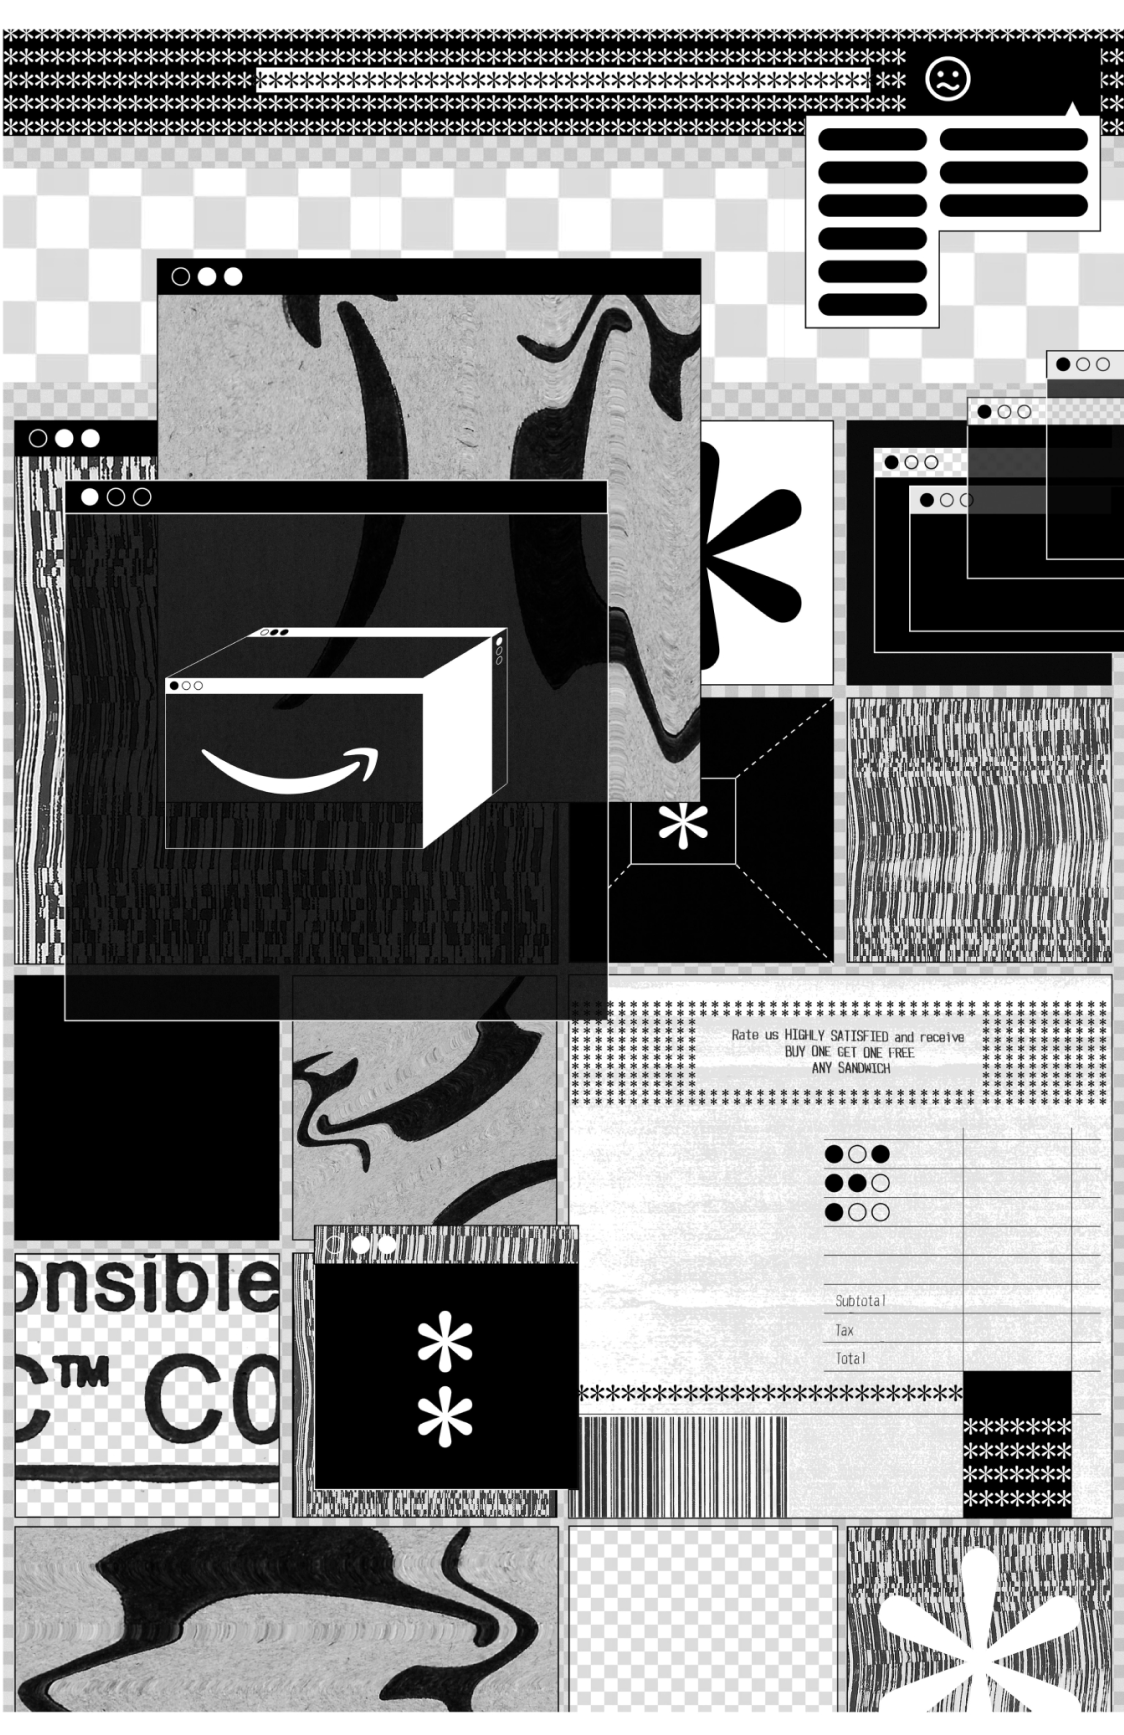 Rate us HIGHLY SATISFIED and receive
BUY ONE GET ONE FREE
ANY SANDWICH
Subtotal
Tax
Total
onsible
C™ C0